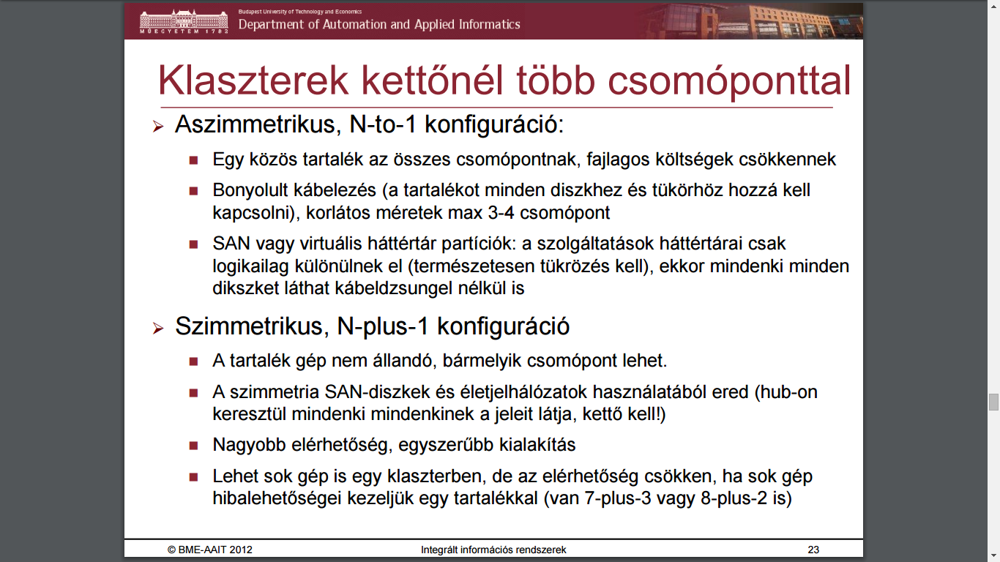 Budapest University of Technology and Economics
Department of Automation and Applied Informatics
MŰEGYETEM 1782
Klaszterek kettőnél több csomóponttal
Aszimmetrikus, N-to-1 konfiguráció:
Egy közös tartalék az összes csomópontnak, fajlagos költségek csökkennek
Bonyolult kábelezés (a tartalékot minden diszkhez és tükörhöz hozzá kell
kapcsolni), korlátos méretek max 3-4 csomópont
SAN vagy virtuális háttértár partíciók: a szolgáltatások háttértárai csak
logikailag különülnek el (természetesen tükrözés kell), ekkor mindenki minden
dikszket láthat kábeldzsungel nélkül is
Szimmetrikus, N-plus-1 konfiguráció
A tartalék gép nem állandó, bármelyik csomópont lehet.
A szimmetria SAN-diszkek és életjelhálózatok használatából ered (hub-on
keresztül mindenki mindenkinek a jeleit látja, kettő kell!)
Nagyobb elérhetőség, egyszerűbb kialakítás
Lehet sok gép is egy klaszterben, de az elérhetőség csökken, ha sok gép
hibalehetőségei kezeljük egy tartalékkal (van 7-plus-3 vagy 8-plus-2 is)
© BME-AAIT 2012
Integrált információs rendszerek
23